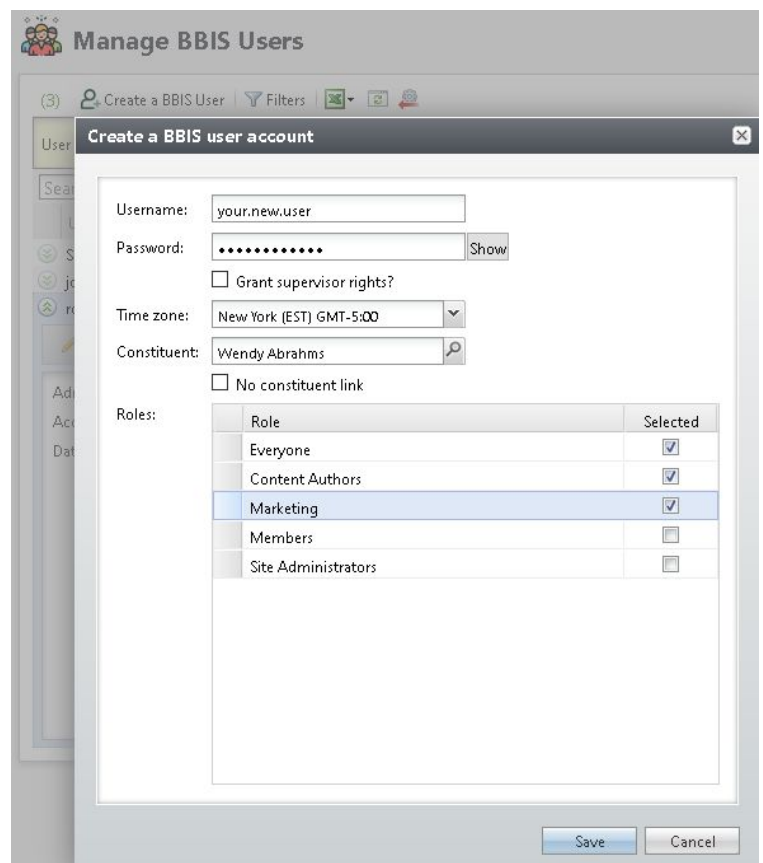 Manage BBIS Users
(3) Create a BBIS User Filters
User
Create a BBIS user account
Username: your.new.user
Password: •••••••••••• Show
Grant supervisor rights?
Time zone: New York (EST) GMT-5:00
Constituent: Wendy Abrahms
No constituent link
Roles:
Role Selected
Everyone
Content Authors
Marketing
Members
Site Administrators
Save Cancel